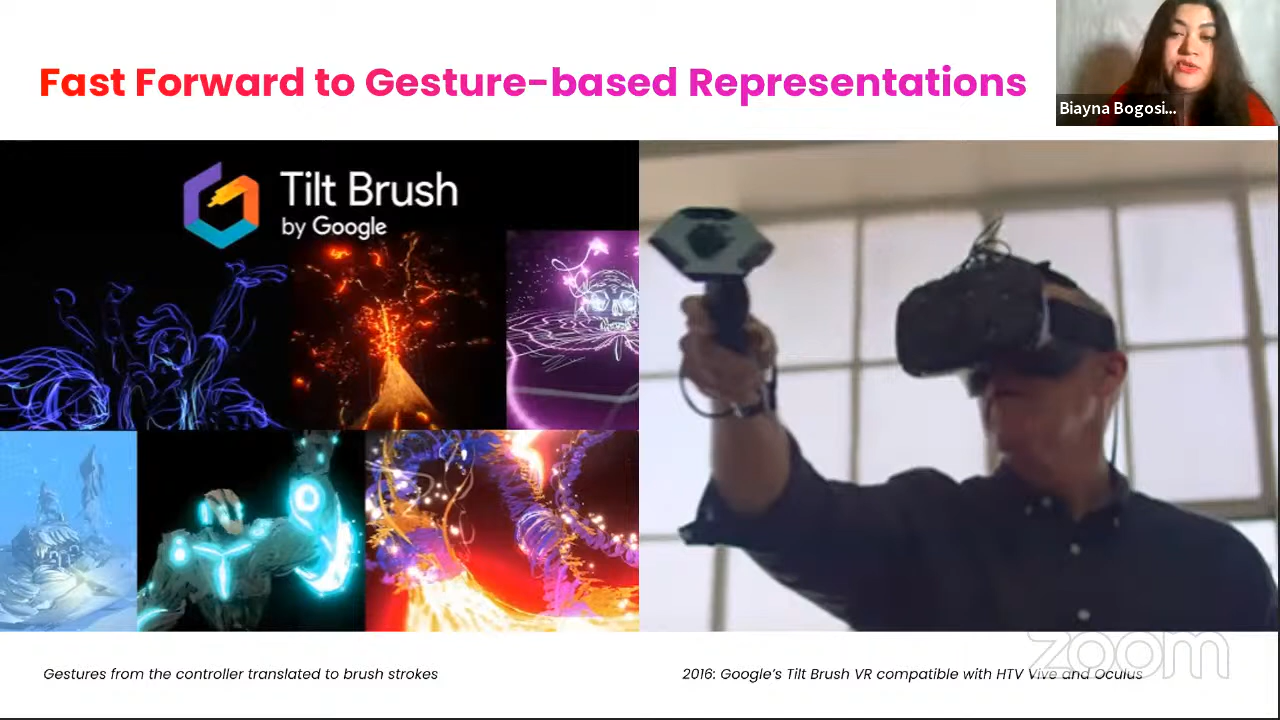 Fast Forward to Gesture-based Representations
Biayna Bogosi...
Tilt Brush
by Google
Gestures from the controller translated to brush strokes
2016: Google's Tilt Brush VR compatible with HTV Vive and Oculus
zoom